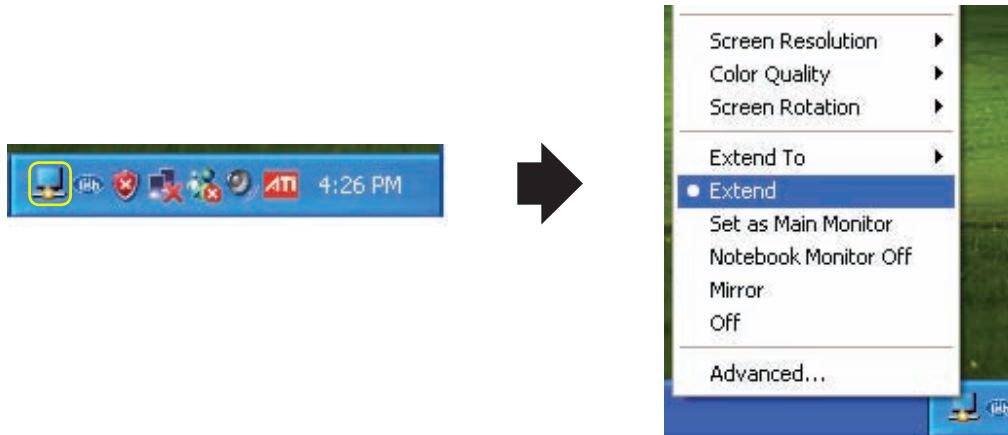 ATI 4:26 PM
Screen Resolution
Color Quality
Screen Rotation
Extend To
Extend
Set as Main Monitor
Notebook Monitor Off
Mirror
Off
Advanced...